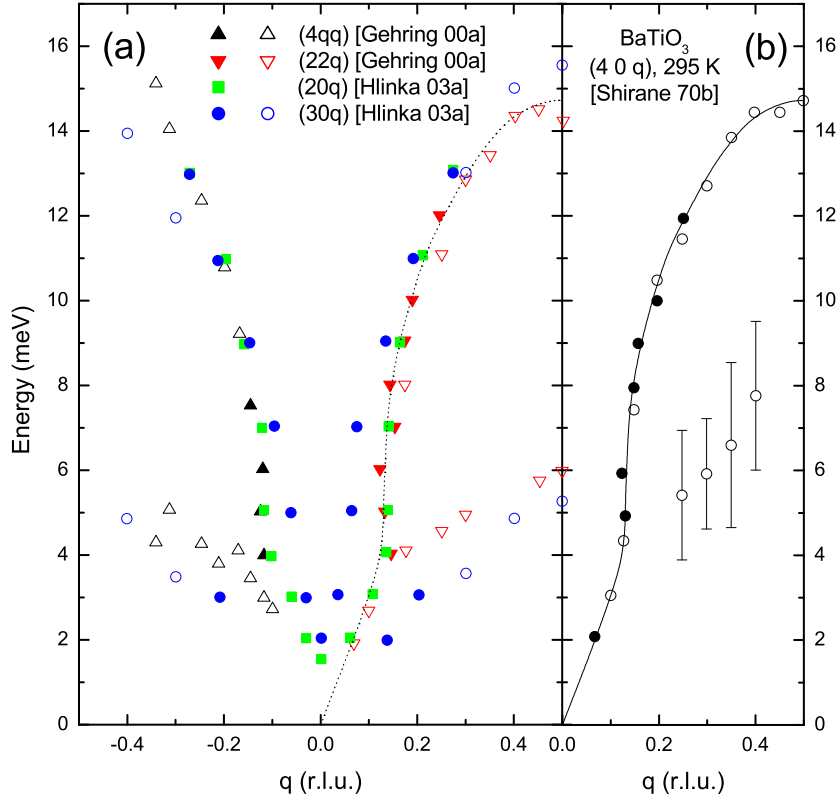 (a)
(4qq) [Gehring 00a]
(22q) [Gehring 00a]
(20q) [Hlinka 03a]
(30q) [Hlinka 03a]
BaTiO3
(b)
(4 0 q), 295 K
[Shirane 70b]
Energy (meV)
16
14
12
10
8
6
4
2
0
16
14
12
10
8
6
4
2
0
-0.4 -0.2 0.0 0.2 0.4 0.0 0.2 0.4
q (r.l.u.) q (r.l.u.)